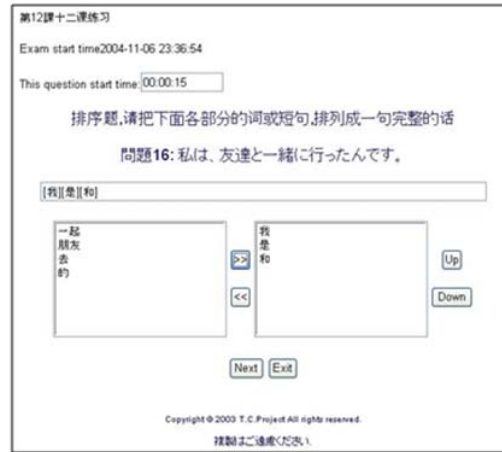 第12課十二课练习
Exam start time2004-11-06 23:36:54
This question start time:00:00:15
排序题,请把下面各部分的词或短句,排列成一句完整的话
問題16:私は、友達と一緒に行ったんです。
[我][是][和]
一起
朋友
去
的
>>
<<
我
是
和
Up
Down
Next Exit
Copyright © 2003 T.C.Project All rights reserved.
複製はご遠慮ください.